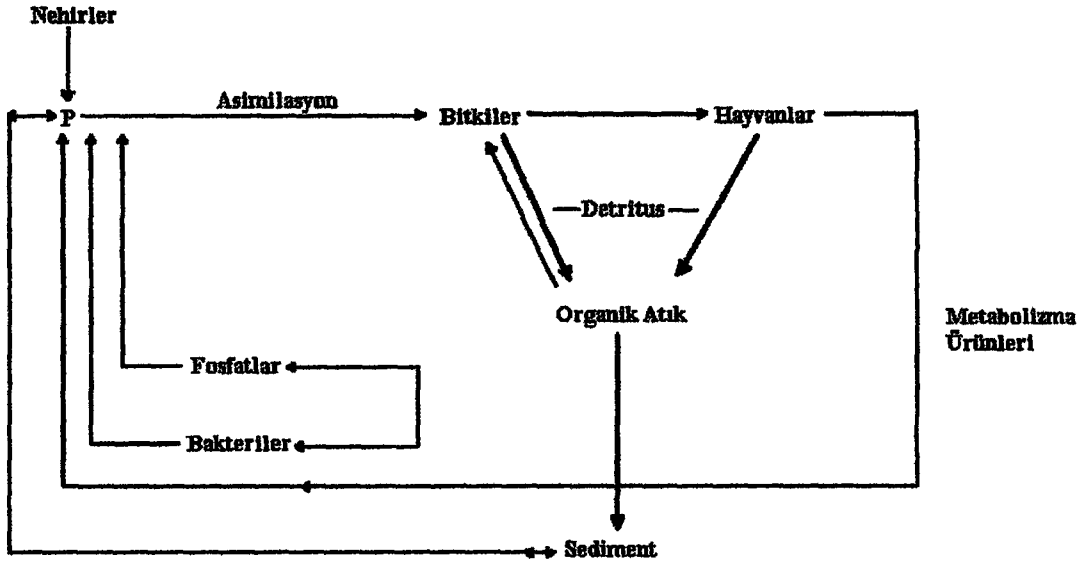 Nehirler
P
Asimilasyon
Bitkiler
Hayvanlar
Detritus
Organik Atık
Metabolizma
Ürünleri
Fosfatlar
Bakteriler
Sediment